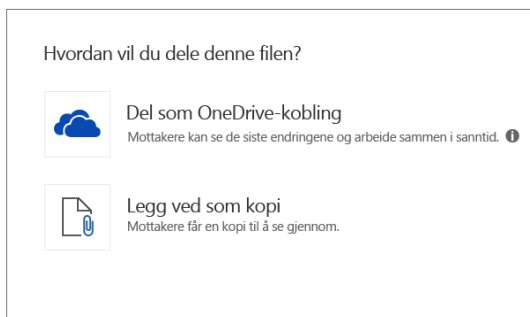 Hvordan vil du dele denne filen?
Del som OneDrive-kobling
Mottakere kan se de siste endringene og arbeide sammen i sanntid.
Legg ved som kopi
Mottakere får en kopi til å se gjennom.